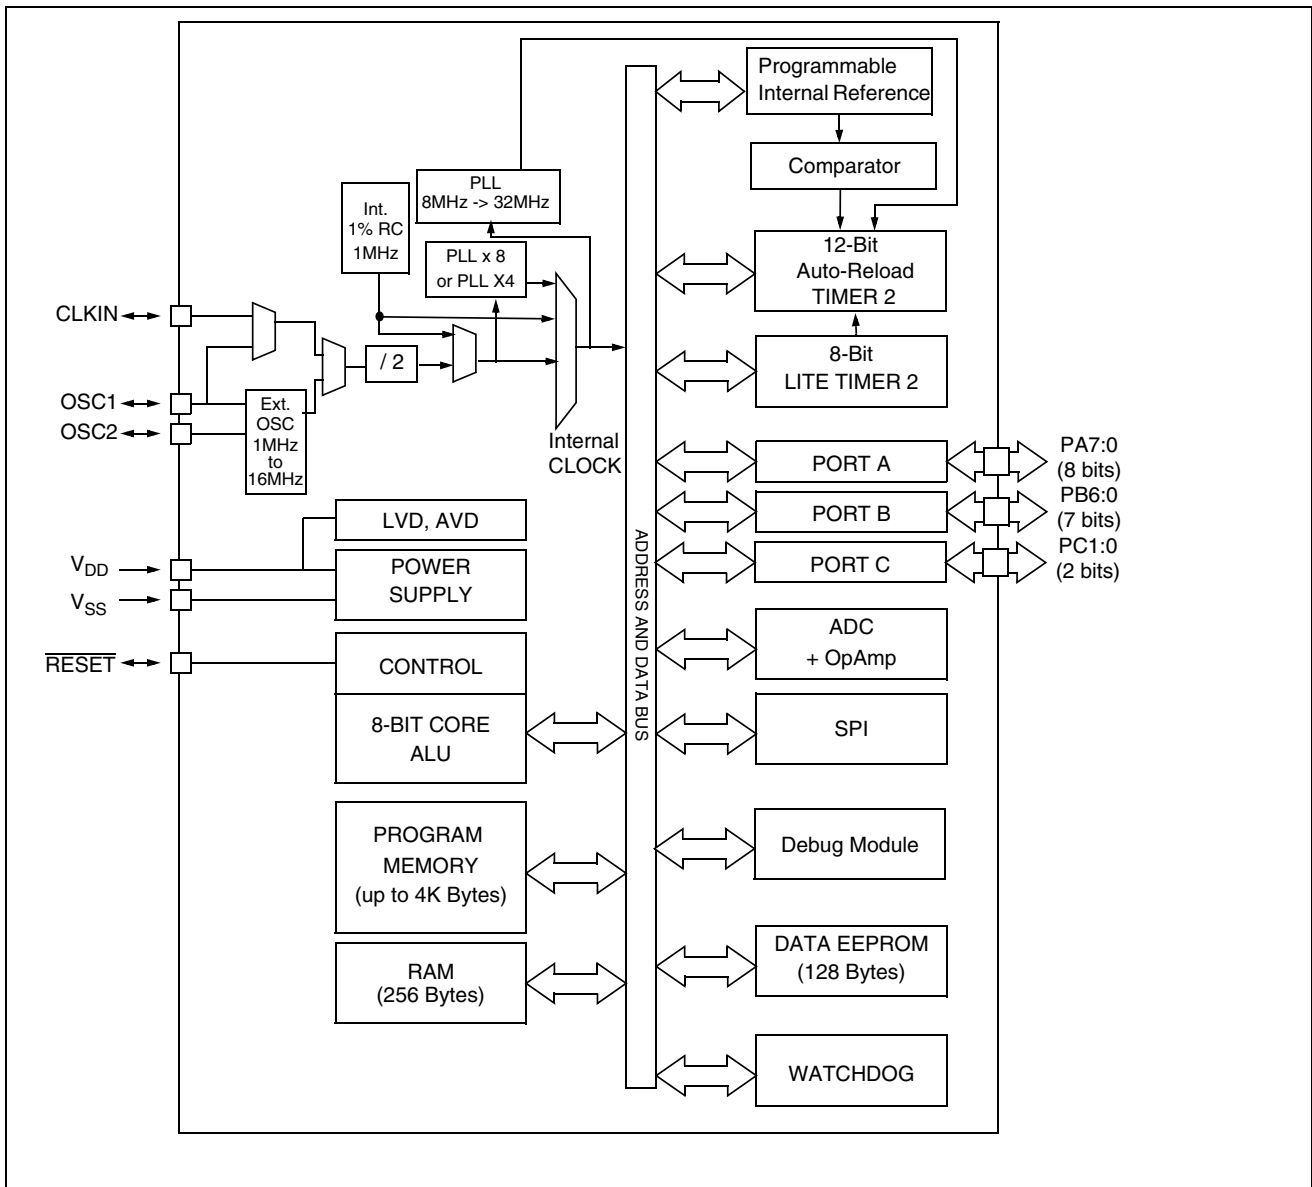 Programmable
Internal Reference
Comparator
PLL
8MHz -> 32MHz
Int.
1% RC
1MHz
PLL x 8
or PLL X4
12-Bit
Auto-Reload
TIMER 2
CLKIN
/ 2
8-Bit
LITE TIMER 2
OSC1
OSC2
Ext.
OSC
1MHz
to
16MHz
Internal
CLOCK
PORT A
PA7:0
(8 bits)
PORT B
PB6:0
(7 bits)
PORT C
PC1:0
(2 bits)
LVD, AVD
VDD
POWER
SUPPLY
VSS
ADDRESS AND DATA BUS
ADC
+ OpAmp
RESET
CONTROL
8-BIT CORE
ALU
SPI
PROGRAM
MEMORY
(up to 4K Bytes)
Debug Module
RAM
(256 Bytes)
DATA EEPROM
(128 Bytes)
WATCHDOG